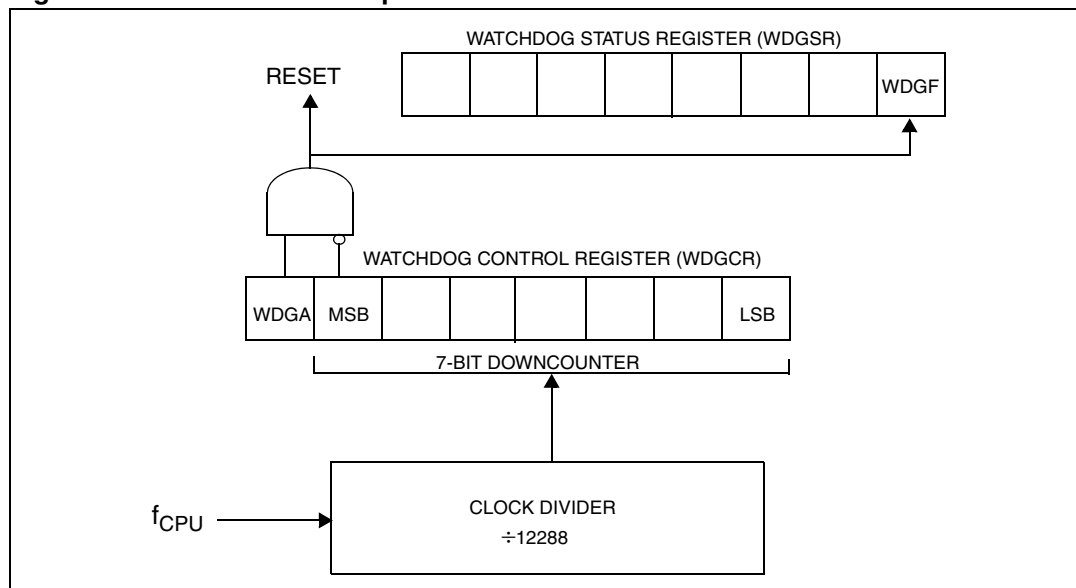 WATCHDOG STATUS REGISTER (WDGSR)
RESET
WDGF
WATCHDOG CONTROL REGISTER (WDGCR)
WDGA MSB LSB
7-BIT DOWNCOUNTER
fCPU
CLOCK DIVIDER
÷12288